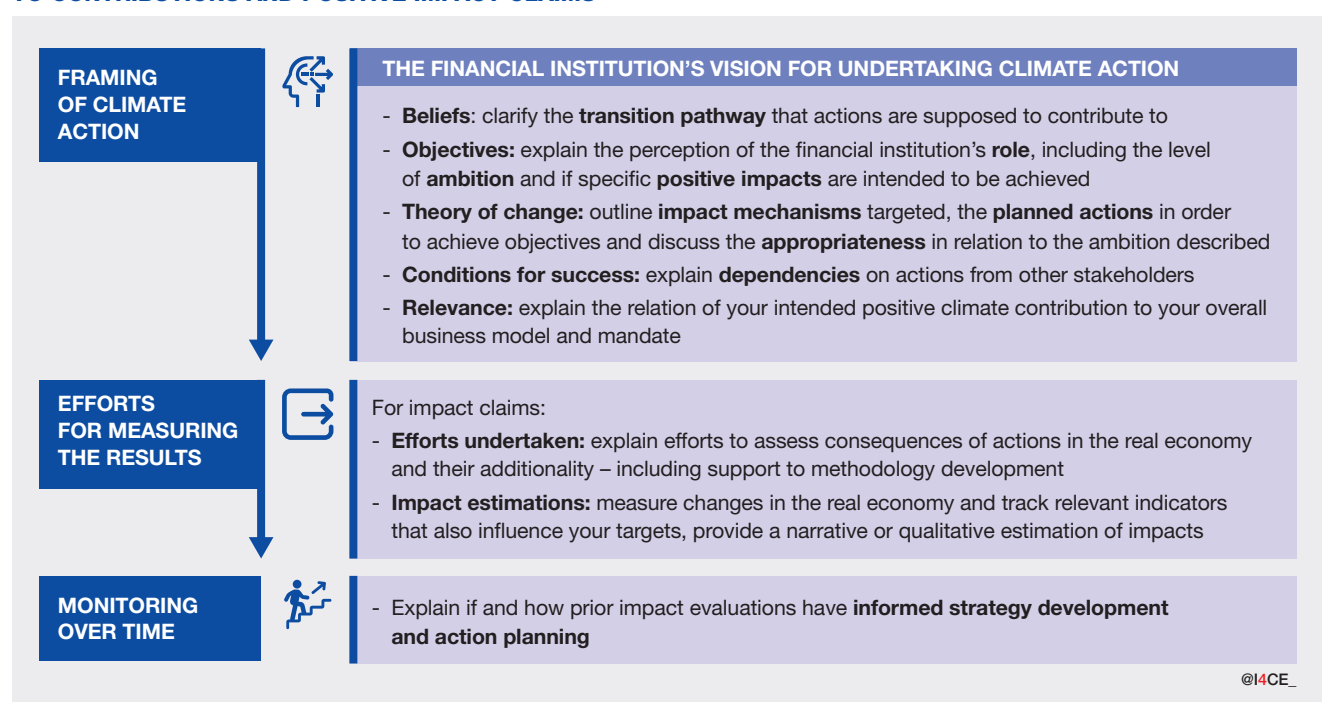 TO CONTRIBUTIONS AND POSITIVE IMPACT CLAIMS
FRAMING
OF CLIMATE
ACTION
THE FINANCIAL INSTITUTION'S VISION FOR UNDERTAKING CLIMATE ACTION
- Beliefs: clarify the transition pathway that actions are supposed to contribute to
- Objectives: explain the perception of the financial institution's role, including the level
of ambition and if specific positive impacts are intended to be achieved
- Theory of change: outline impact mechanisms targeted, the planned actions in order
to achieve objectives and discuss the appropriateness in relation to the ambition described
- Conditions for success: explain dependencies on actions from other stakeholders
- Relevance: explain the relation of your intended positive climate contribution to your overall
business model and mandate
EFFORTS
FOR MEASURING
THE RESULTS
For impact claims:
- Efforts undertaken: explain efforts to assess consequences of actions in the real economy
and their additionality – including support to methodology development
- Impact estimations: measure changes in the real economy and track relevant indicators
that also influence your targets, provide a narrative or qualitative estimation of impacts
MONITORING
OVER TIME
- Explain if and how prior impact evaluations have informed strategy development
and action planning
@I4CE_